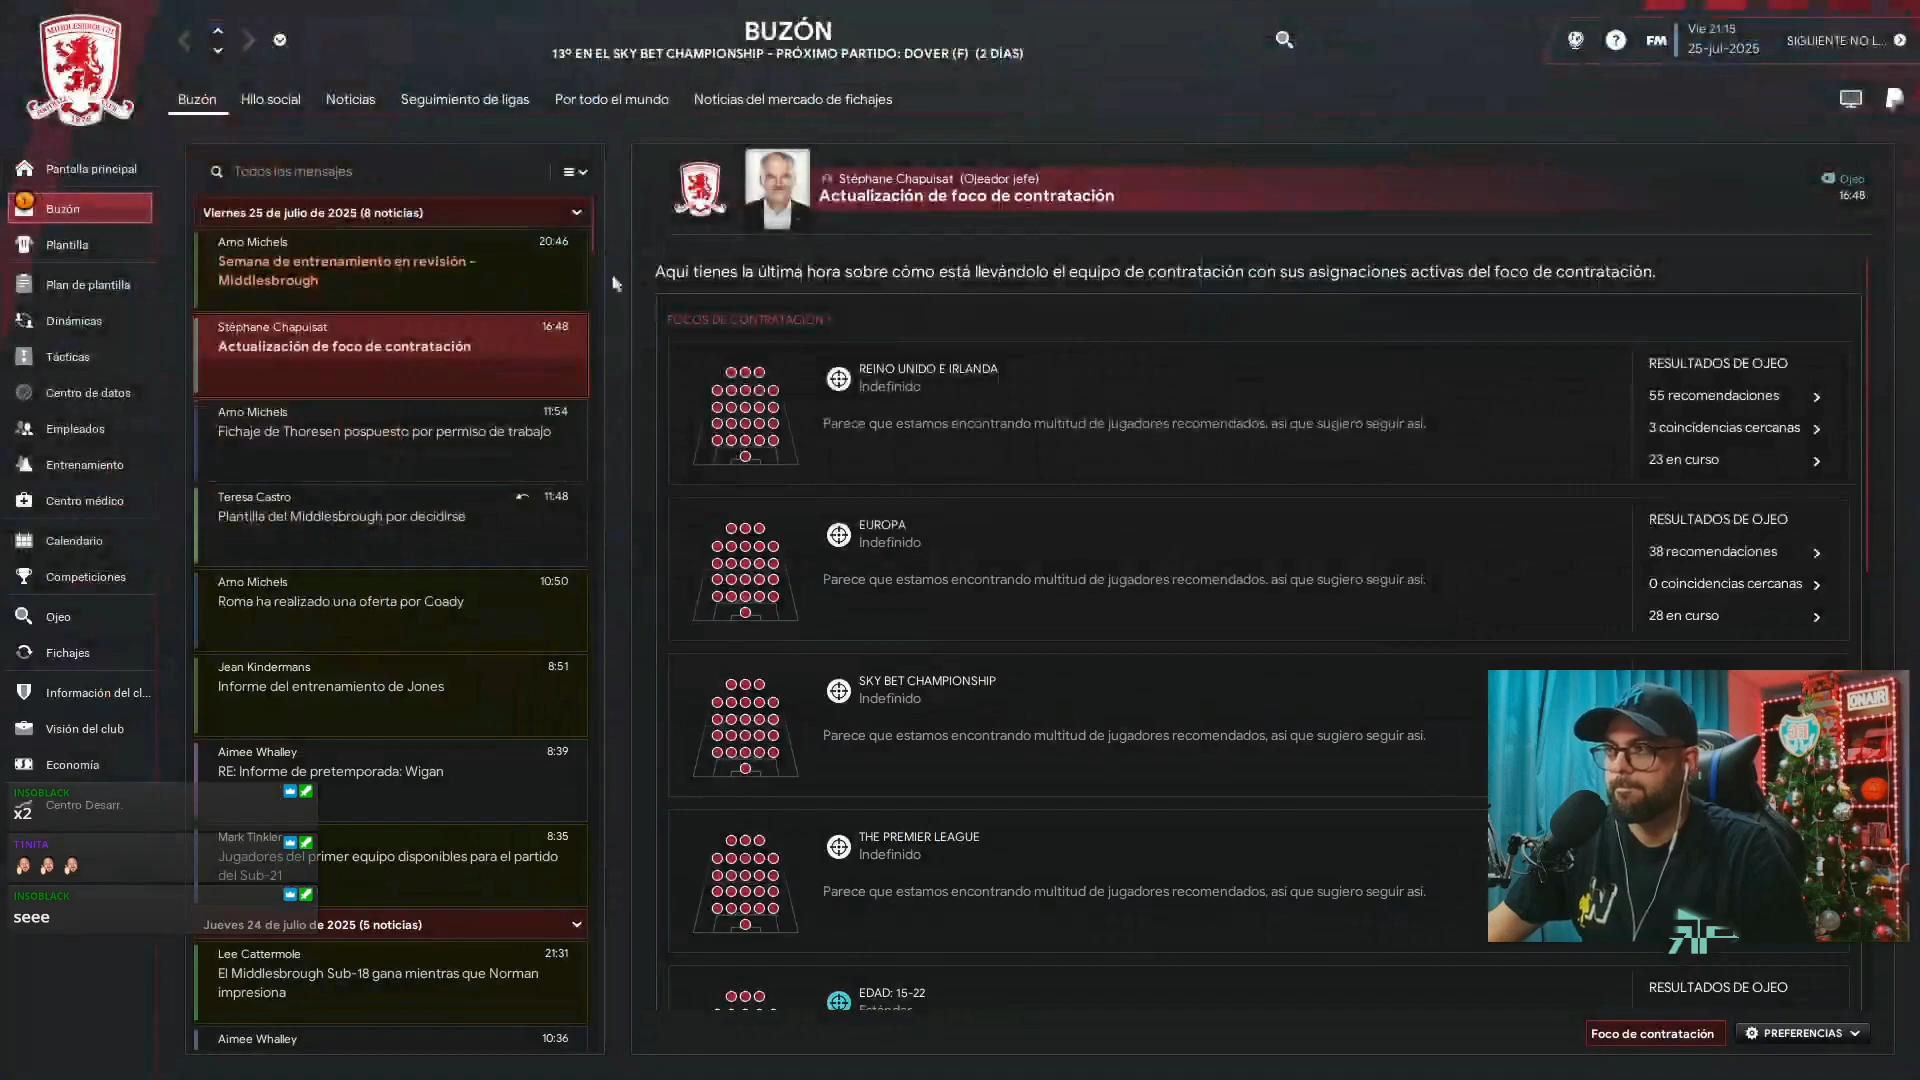 MIDDLESBROUGH
1876
BUZÓN
13º EN EL SKY BET CHAMPIONSHIP - PRÓXIMO PARTIDO: DOVER (F) (2 DÍAS)
?
FM
Vie 21:15
25-jul-2025
SIGUIENTE NO L...
Buzón
Hilo social
Noticias
Seguimiento de ligas
Por todo el mundo
Noticias del mercado de fichajes
Pantalla principal
Buzón
Plantilla
Plan de plantilla
Dinámicas
Tácticas
Centro de datos
Empleados
Entrenamiento
Centro médico
Calendario
Competiciones
Ojeo
Fichajes
Información del cl...
Visión del club
Economía
Centro Desarr.
INSOBLACK
x2
T1NITA
INSOBLACK
seee
Todos los mensajes
Viernes 25 de julio de 2025 (8 noticias)
Arno Michels 20:46
Semana de entrenamiento en revisión -
Middlesbrough
Stéphane Chapuisat 16:48
Actualización de foco de contratación
Arno Michels 11:54
Fichaje de Thoresen pospuesto por permiso de trabajo
Teresa Castro 11:48
Plantilla del Middlesbrough por decidirse
Arno Michels 10:50
Roma ha realizado una oferta por Coady
Jean Kindermans 8:51
Informe del entrenamiento de Jones
Aimee Whalley 8:39
RE: Informe de pretemporada: Wigan
Mark Tinkler 8:35
Jugadores del primer equipo disponibles para el partido
del Sub-21
Jueves 24 de julio de 2025 (5 noticias)
Lee Cattermole 21:31
El Middlesbrough Sub-18 gana mientras que Norman
impresiona
Aimee Whalley 10:36
Stéphane Chapuisat (Ojeador jefe)
Actualización de foco de contratación
Ojeo
16:48
Aquí tienes la última hora sobre cómo está llevándolo el equipo de contratación con sus asignaciones activas del foco de contratación.
FOCOS DE CONTRATACIÓN
REINO UNIDO E IRLANDA
Indefinido
Parece que estamos encontrando multitud de jugadores recomendados, así que sugiero seguir así.
RESULTADOS DE OJEO
55 recomendaciones
3 coincidencias cercanas
23 en curso
EUROPA
Indefinido
Parece que estamos encontrando multitud de jugadores recomendados, así que sugiero seguir así.
RESULTADOS DE OJEO
38 recomendaciones
0 coincidencias cercanas
28 en curso
SKY BET CHAMPIONSHIP
Indefinido
Parece que estamos encontrando multitud de jugadores recomendados, así que sugiero seguir así.
THE PREMIER LEAGUE
Indefinido
Parece que estamos encontrando multitud de jugadores recomendados, así que sugiero seguir así.
EDAD: 15-22
Estándar
RESULTADOS DE OJEO
ON AIR
Foco de contratación
PREFERENCIAS